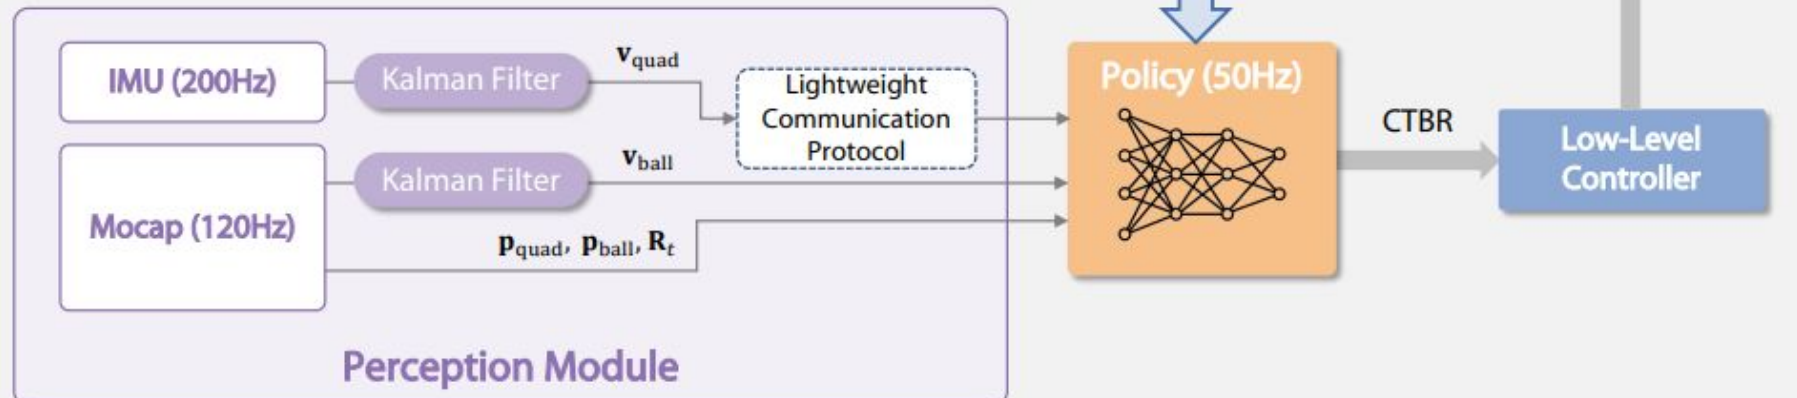 IMU (200Hz)
Kalman Filter
v_quad
Lightweight
Communication
Protocol
Policy (50Hz)
CTBR
Low-Level
Controller
Mocap (120Hz)
Kalman Filter
v_ball
p_quad, p_ball, R_t
Perception Module